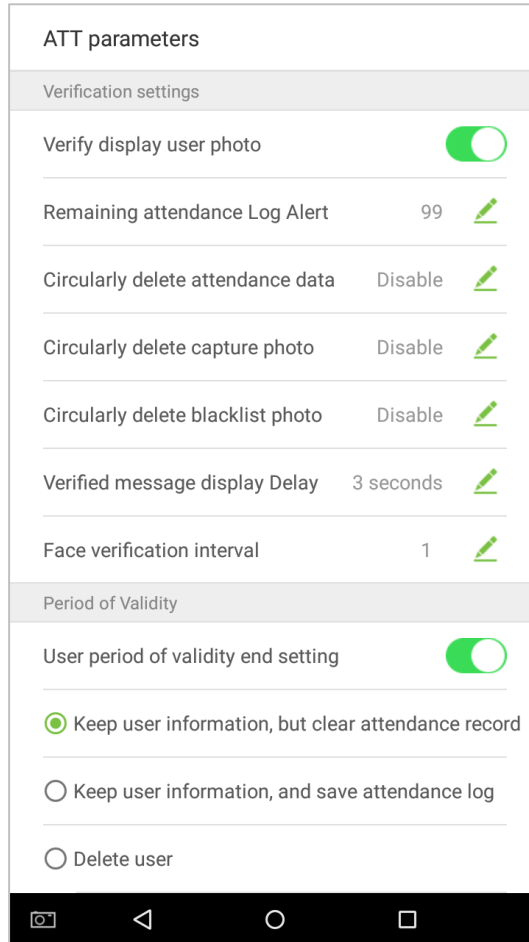 ATT parameters
Verification settings
Verify display user photo
Remaining attendance Log Alert 99
Circularly delete attendance data Disable
Circularly delete capture photo Disable
Circularly delete blacklist photo Disable
Verified message display Delay 3 seconds
Face verification interval 1
Period of Validity
User period of validity end setting
Keep user information, but clear attendance record
Keep user information, and save attendance log
Delete user